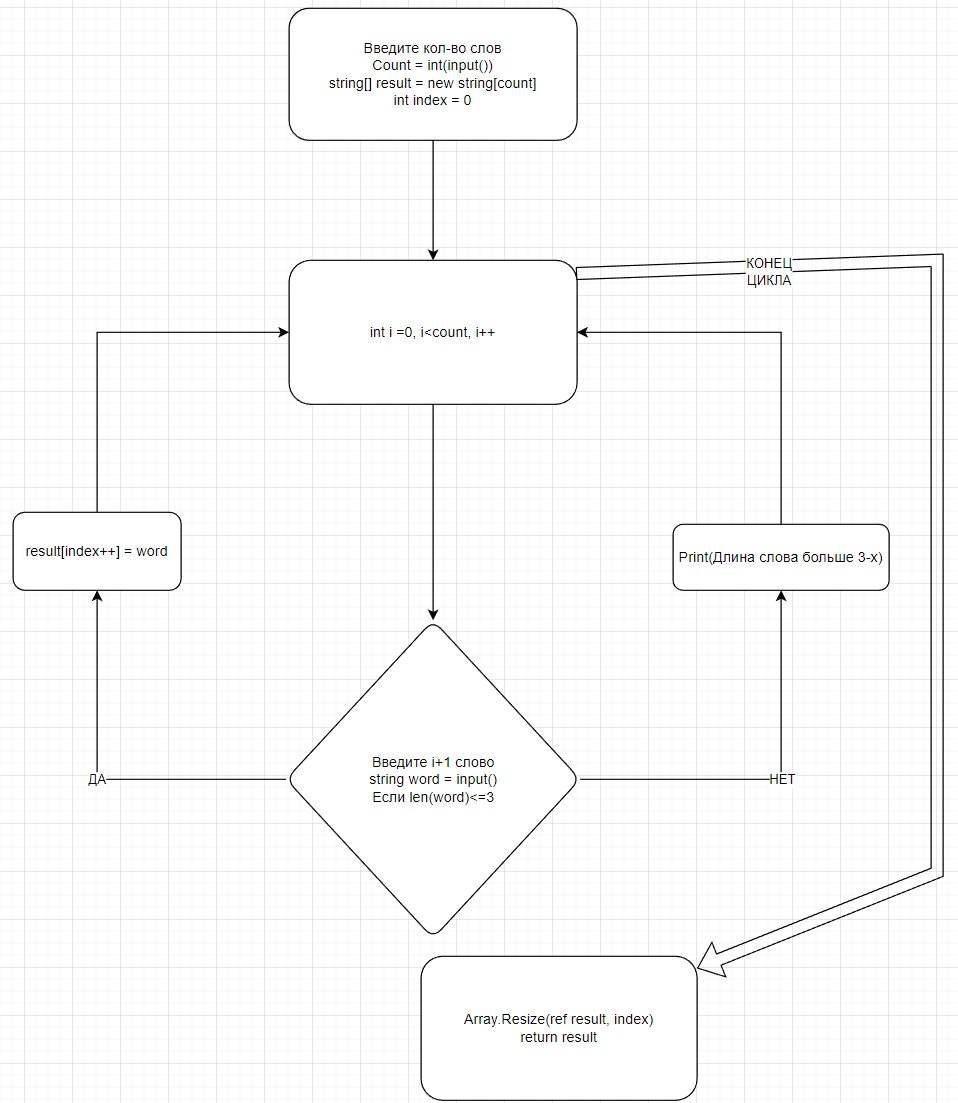 Введите кол-во слов
Count = int(input())
string[] result = new string[count]
int index = 0
КОНЕЦ
ЦИКЛА
int i =0, i<count, i++
result[index++] = word
Print(Длина слова больше 3-х)
Введите i+1 слово
string word = input()
Если len(word)<=3
ДА
НЕТ
Array.Resize(ref result, index)
return result